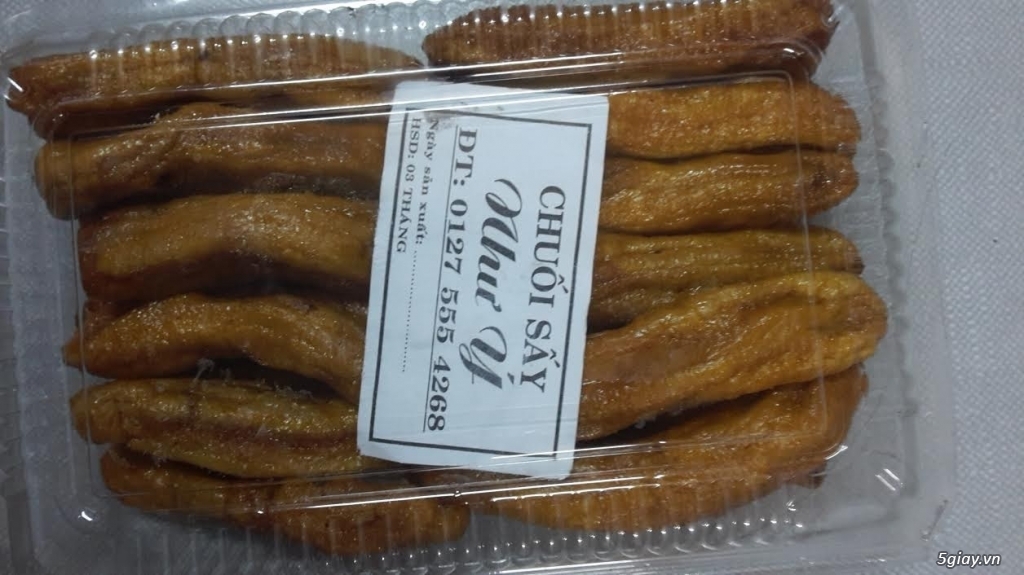 CHUỐI SẤY
Như Ý
ĐT: 0127 555 4268
Ngày sản xuất: ........................
HSD: 03 THÁNG
5giay.vn